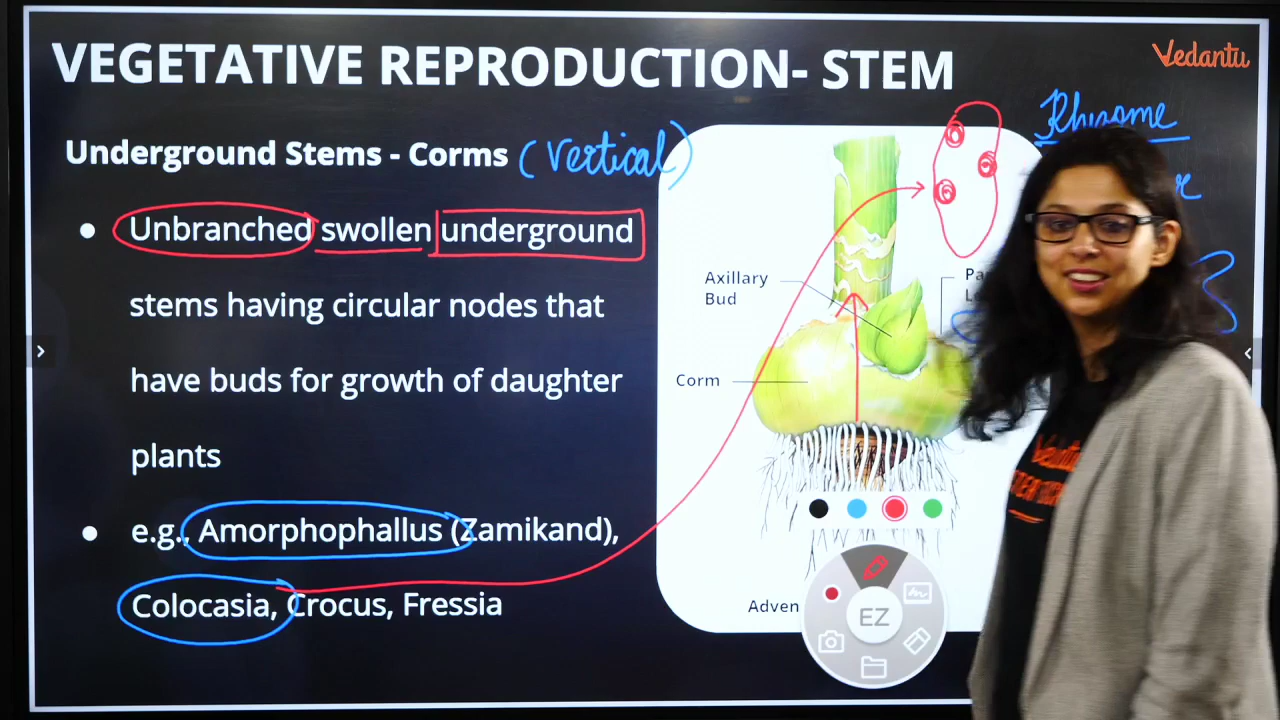 VEGETATIVE REPRODUCTION- STEM
Vedantu
Rhizome
Underground Stems - Corms (Vertical)
● Unbranched swollen underground
stems having circular nodes that
have buds for growth of daughter
plants
● e.g., Amorphophallus (Zamikand),
Colocasia, Crocus, Fressia
Axillary
Bud
Corm
Adven
EZ